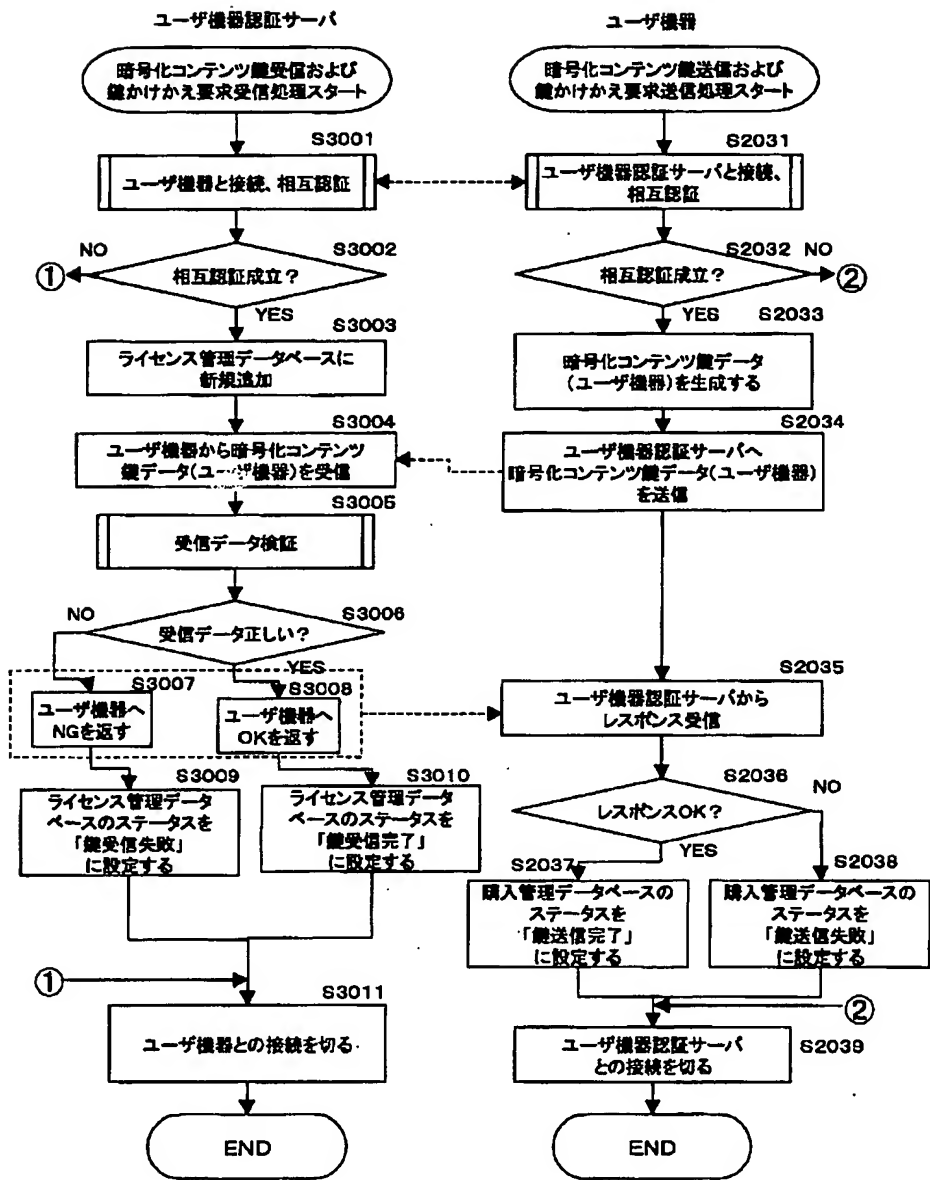 ユーザ機器認証サーバ
暗号化コンテンツ鍵受信および
鍵かけかえ要求受信処理スタート
S3001
ユーザ機器と接続、相互認証
S3002
NO
①
相互認証成立？
YES
S3003
ライセンス管理データベースに
新規追加
S3004
ユーザ機器から暗号化コンテンツ
鍵データ(ユーザ機器)を受信
S3005
受信データ検証
S3006
NO
受信データ正しい？
YES
S3007
ユーザ機器へ
NGを返す
S3008
ユーザ機器へ
OKを返す
S3009
ライセンス管理データ
ベースのステータスを
「鍵受信失敗」
に設定する
S3010
ライセンス管理データ
ベースのステータスを
「鍵受信完了」
に設定する
①
S3011
ユーザ機器との接続を切る
END
ユーザ機器
暗号化コンテンツ鍵送信および
鍵かけかえ要求送信処理スタート
S2031
ユーザ機器認証サーバと接続、
相互認証
S2032
NO
②
相互認証成立？
YES
S2033
暗号化コンテンツ鍵データ
(ユーザ機器)を生成する
S2034
ユーザ機器認証サーバへ
暗号化コンテンツ鍵データ(ユーザ機器)
を送信
S2035
ユーザ機器認証サーバから
レスポンス受信
S2036
NO
レスポンスOK？
YES
S2037
購入管理データベースの
ステータスを
「鍵送信完了」
に設定する
S2038
購入管理データベースの
ステータスを
「鍵送信失敗」
に設定する
②
ユーザ機器認証サーバ
との接続を切る
S2039
END